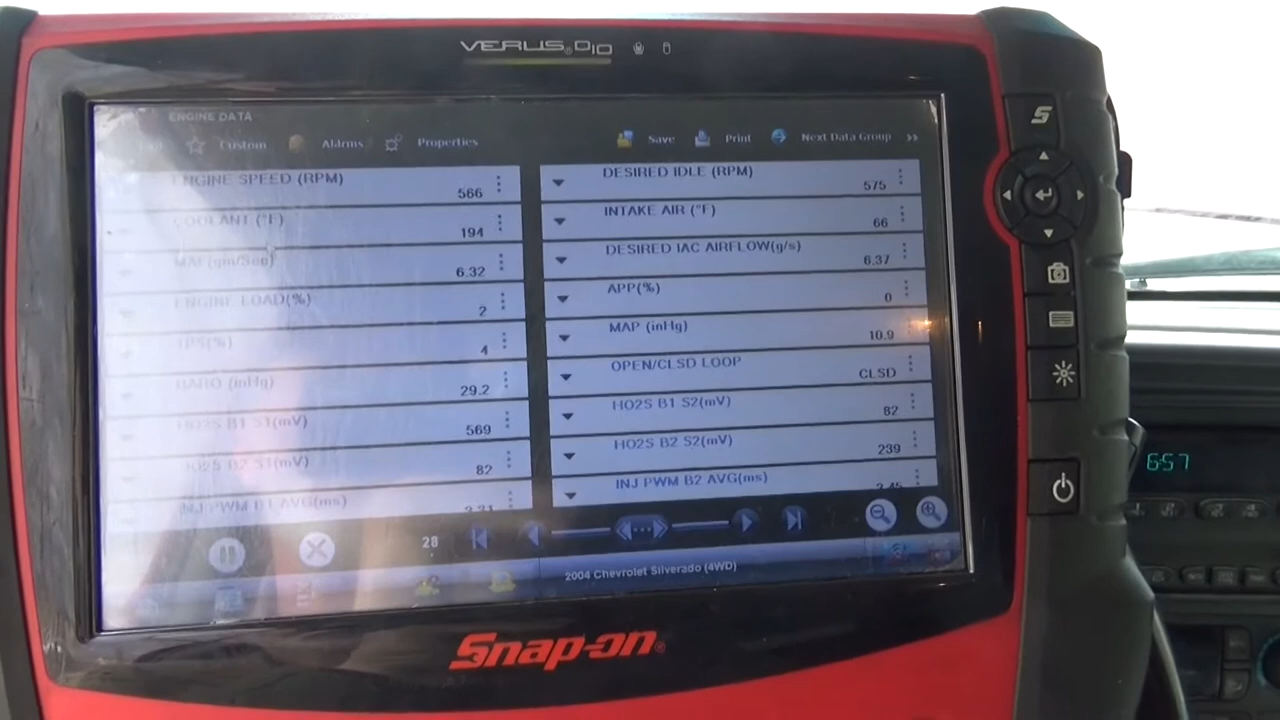 VERUS® D10
ENGINE DATA
Custom
Alarms
Properties
Save
Print
Next Data Group >>
ENGINE SPEED (RPM)
566
DESIRED IDLE (RPM)
575
COOLANT (°F)
194
INTAKE AIR (°F)
66
MAF (gm/Sec)
6.32
DESIRED IAC AIRFLOW(g/s)
6.37
ENGINE LOAD(%)
2
APP(%)
0
TPS(%)
4
MAP (inHg)
10.9
BARO (inHg)
29.2
OPEN/CLSD LOOP
CLSD
HO2S B1 S1(mV)
569
HO2S B1 S2(mV)
82
HO2S B2 S1(mV)
82
HO2S B2 S2(mV)
239
INJ PWM B1 AVG(ms)
INJ PWM B2 AVG(ms)
28
2004 Chevrolet Silverado (4WD)
Snap-on®
S
6:57